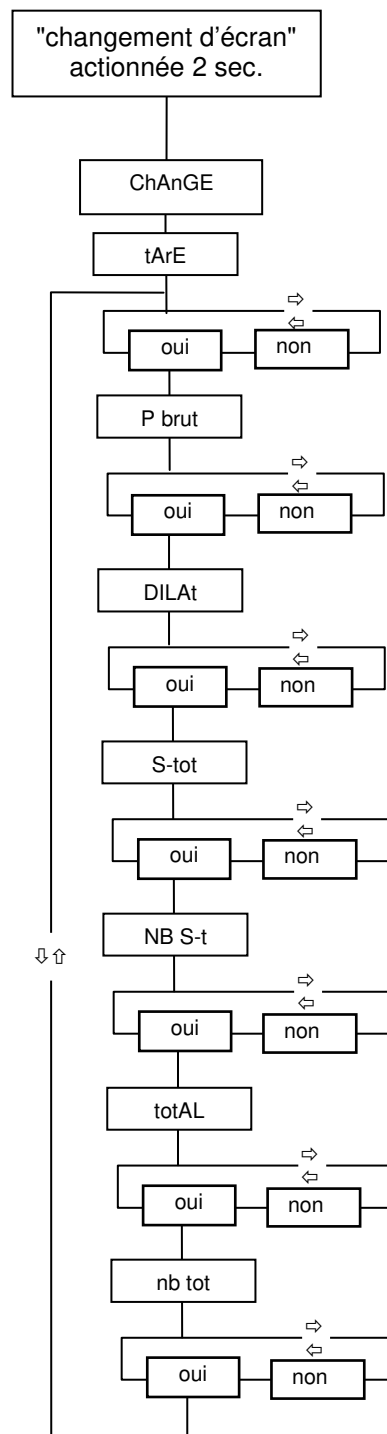 "changement d'écran"
actionnée 2 sec.
ChAnGE
tArE
⇨
⇦
oui non
P brut
⇨
⇦
oui non
DILAt
⇨
⇦
oui non
S-tot
⇨
⇦
oui non
NB S-t
⇩⇧
⇨
⇦
oui non
totAL
⇨
⇦
oui non
nb tot
⇨
⇦
oui non